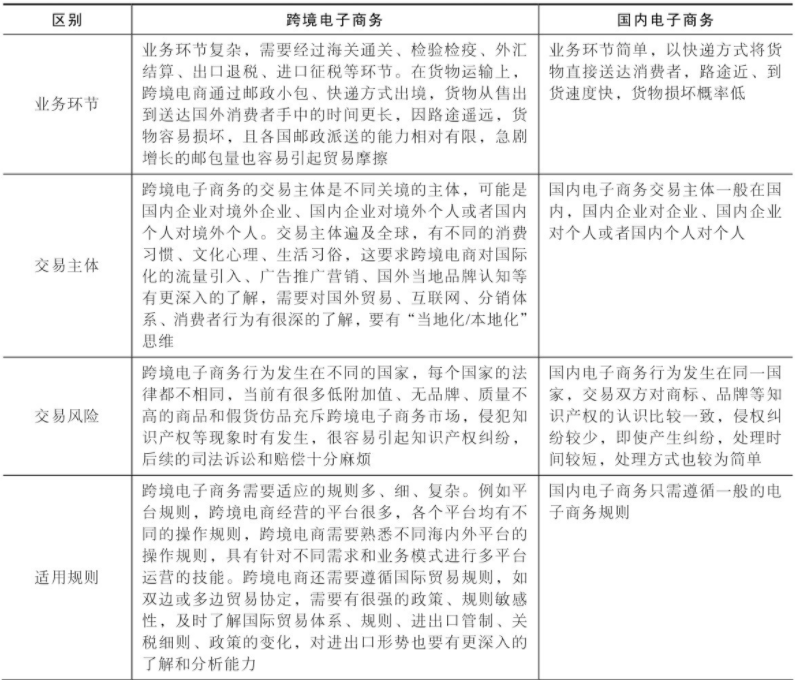 区别
跨境电子商务
国内电子商务
业务环节
业务环节复杂，需要经过海关通关、检验检疫、外汇
结算、出口退税、进口征税等环节。在货物运输上，
跨境电商通过邮政小包、快递方式出境，货物从售出
到送达国外消费者手中的时间更长，因路途遥远，货
物容易损坏，且各国邮政派送的能力相对有限，急剧
增长的邮包量也容易引起贸易摩擦
业务环节简单，以快递方式将货
物直接送达消费者，路途近、到
货速度快，货物损坏概率低
交易主体
跨境电子商务的交易主体是不同关境的主体，可能是
国内企业对境外企业、国内企业对境外个人或者国内
个人对境外个人。交易主体遍及全球，有不同的消费
习惯、文化心理、生活习俗，这要求跨境电商对国际
化的流量引入、广告推广营销、国外当地品牌认知等
有更深入的了解，需要对国外贸易、互联网、分销体
系、消费者行为有很深的了解，要有“当地化/本地化”
思维
国内电子商务交易主体一般在国
内，国内企业对企业、国内企业
对个人或者国内个人对个人
交易风险
跨境电子商务行为发生在不同的国家，每个国家的法
律都不相同，当前有很多低附加值、无品牌、质量不
高的商品和假货仿品充斥跨境电子商务市场，侵犯知
识产权等现象时有发生，很容易引起知识产权纠纷，
后续的司法诉讼和赔偿十分麻烦
国内电子商务行为发生在同一国
家，交易双方对商标、品牌等知
识产权的认识比较一致，侵权纠
纷较少，即使产生纠纷，处理时
间较短，处理方式也较为简单
适用规则
跨境电子商务需要适应的规则多、细、复杂。例如平
台规则，跨境电商经营的平台很多，各个平台均有不
同的操作规则，跨境电商需要熟悉不同海内外平台的
操作规则，具有针对不同需求和业务模式进行多平台
运营的技能。跨境电商还需要遵循国际贸易规则，如
双边或多边贸易协定，需要有很强的政策、规则敏感
性，及时了解国际贸易体系、规则、进出口管制、关
税细则、政策的变化，对进出口形势也要有更深入的
了解和分析能力
国内电子商务只需遵循一般的电
子商务规则